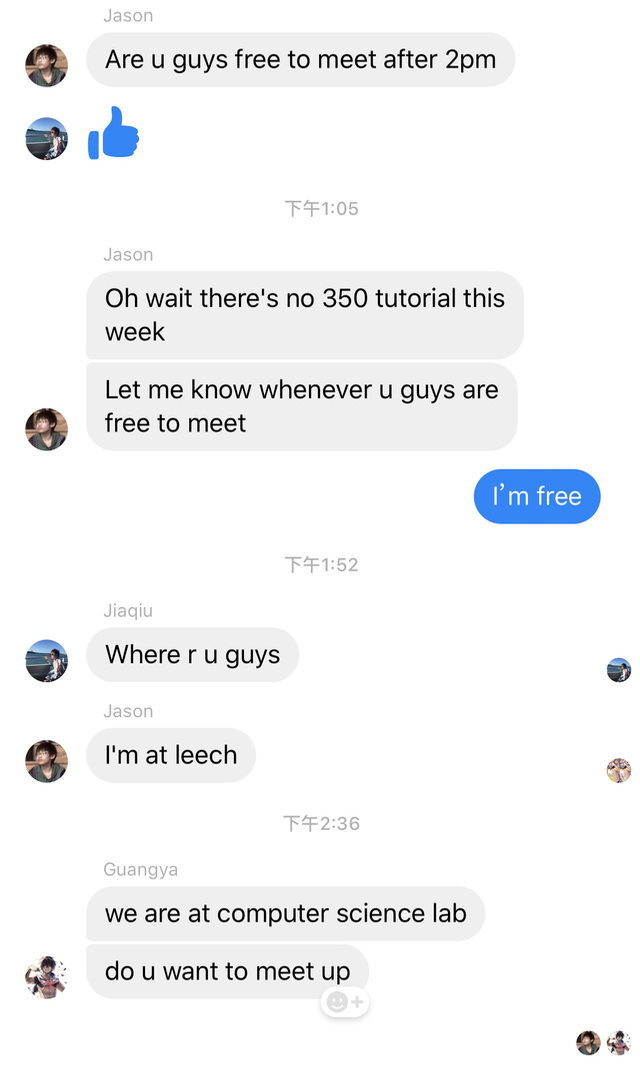 Jason
Are u guys free to meet after 2pm
下午1:05
Jason
Oh wait there's no 350 tutorial this
week
Let me know whenever u guys are
free to meet
I’m free
下午1:52
Jiaqiu
Where r u guys
Jason
I'm at leech
下午2:36
Guangya
we are at computer science lab
do u want to meet up